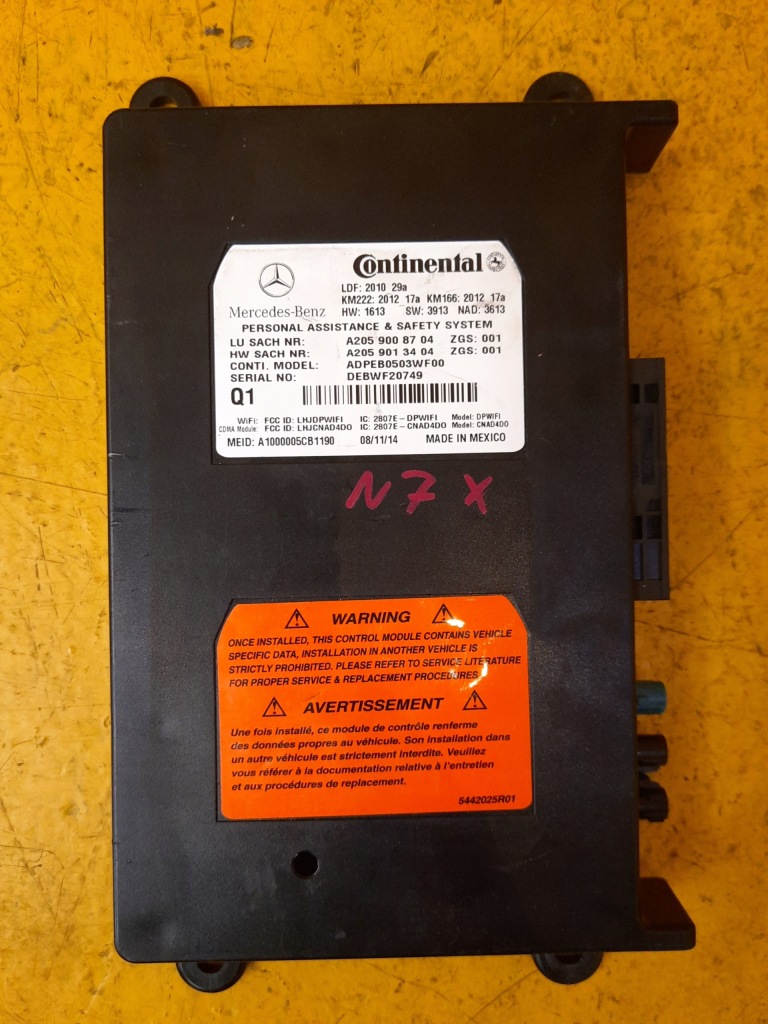 Continental
LDF: 2010 29a
KM222: 2012 17a KM166: 2012 17a
Mercedes-Benz HW: 1613 SW: 3913 NAD: 3613
PERSONAL ASSISTANCE & SAFETY SYSTEM
LU SACH NR: A205 900 87 04 ZGS: 001
HW SACH NR: A205 901 34 04 ZGS: 001
CONTI. MODEL: ADPEB0503WF00
SERIAL NO: DEBWF20749
Q1
WiFi: FCC ID: LHJDPWIFI IC: 2807E-DPWIFI Model: DPWIFI
CDMA Module: FCC ID: LHJCNAD4DO IC: 2807E-CNAD4DO Model: CNAD4DO
MEID: A1000005CB1190 08/11/14 MADE IN MEXICO
N7 X
WARNING
ONCE INSTALLED, THIS CONTROL MODULE CONTAINS VEHICLE
SPECIFIC DATA, INSTALLATION IN ANOTHER VEHICLE IS
STRICTLY PROHIBITED. PLEASE REFER TO SERVICE LITERATURE
FOR PROPER SERVICE & REPLACEMENT PROCEDURES
AVERTISSEMENT
Une fois installé, ce module de contrôle renferme
des données propres au véhicule. Son installation dans
un autre véhicule est strictement interdite. Veuillez
vous référer à la documentation relative à l'entretien
et aux procédures de replacement.
5442025R01